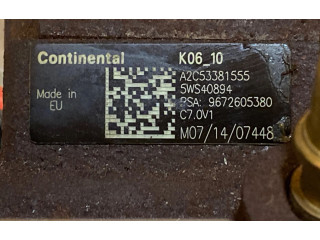 Continental
K06_10
A2C53381555
Made in
5WS40894
EU
PSA: 9672605380
C7.0V1
M07/14/07448